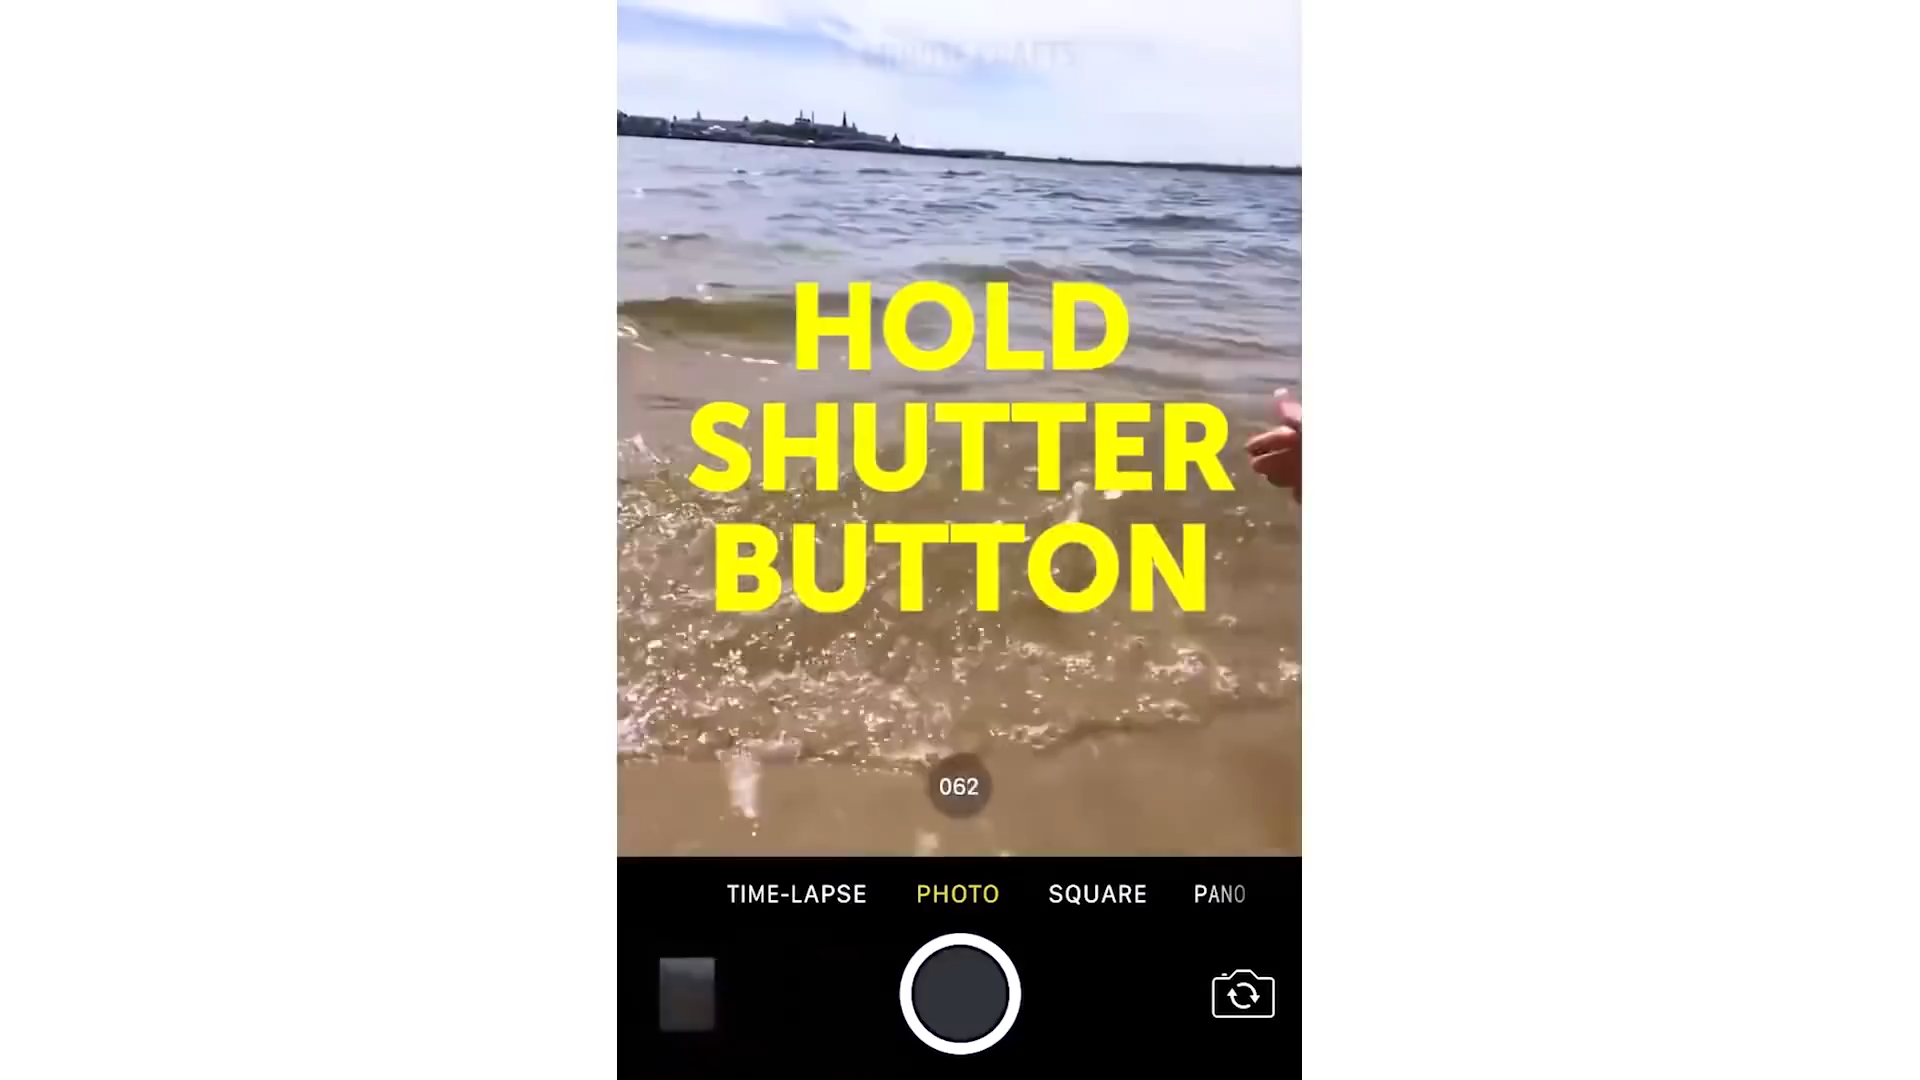 HOLD
SHUTTER
BUTTON
062
TIME-LAPSE PHOTO SQUARE PANO